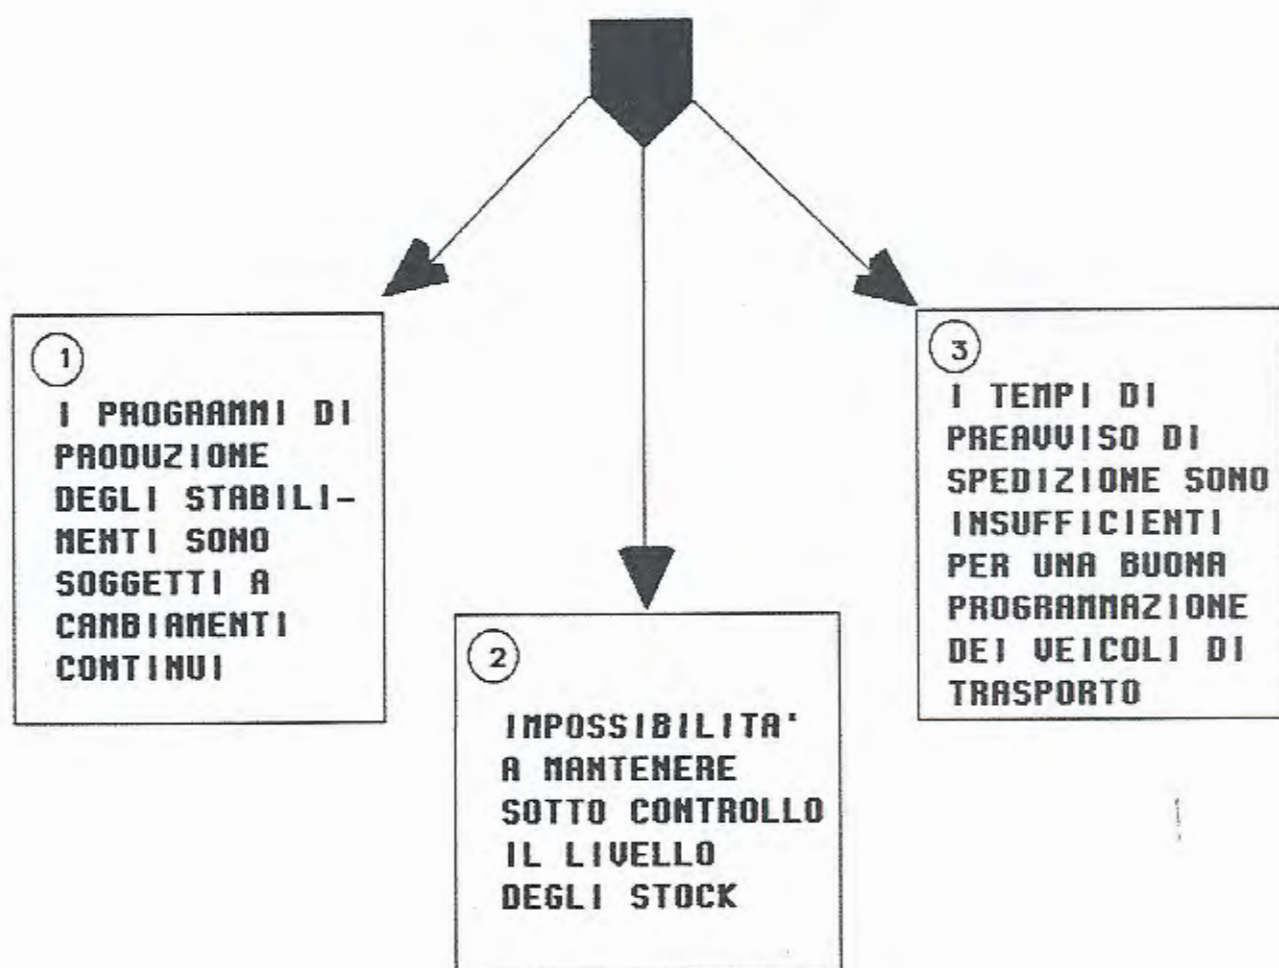 1
I PROGRAMMI DI
PRODUZIONE
DEGLI STABILI-
MENTI SONO
SOGGETTI A
CAMBIAMENTI
CONTINUI
2
IMPOSSIBILITA'
A MANTENERE
SOTTO CONTROLLO
IL LIVELLO
DEGLI STOCK
3
I TEMPI DI
PREAVVISO DI
SPEDIZIONE SONO
INSUFFICIENTI
PER UNA BUONA
PROGRAMMAZIONE
DEI VEICOLI DI
TRASPORTO